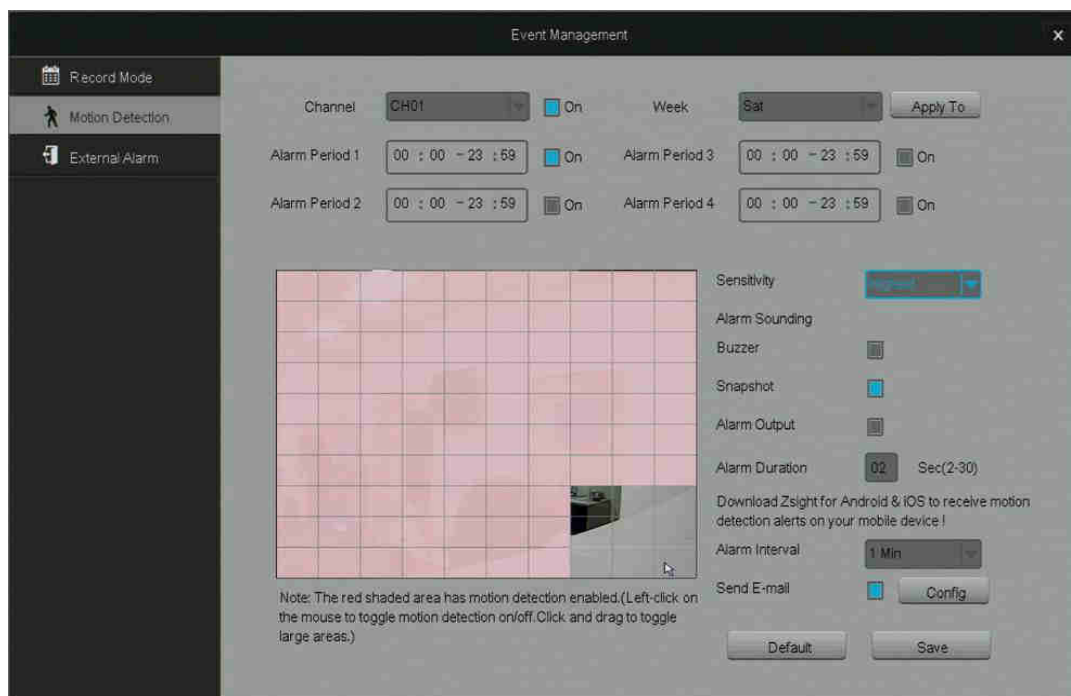 Event Management
X
Record Mode
Motion Detection
External Alarm
Channel CH01 On Week Sat Apply To
Alarm Period 1 00 : 00 - 23 : 59 On Alarm Period 3 00 : 00 - 23 : 59 On
Alarm Period 2 00 : 00 - 23 : 59 On Alarm Period 4 00 : 00 - 23 : 59 On
Sensitivity Highest
Alarm Sounding
Buzzer
Snapshot
Alarm Output
Alarm Duration 02 Sec(2-30)
Download Zsight for Android & iOS to receive motion
detection alerts on your mobile device !
Alarm Interval 1 Min
Send E-mail Config
Note: The red shaded area has motion detection enabled.(Left-click on
the mouse to toggle motion detection on/off.Click and drag to toggle
large areas.)
Default Save